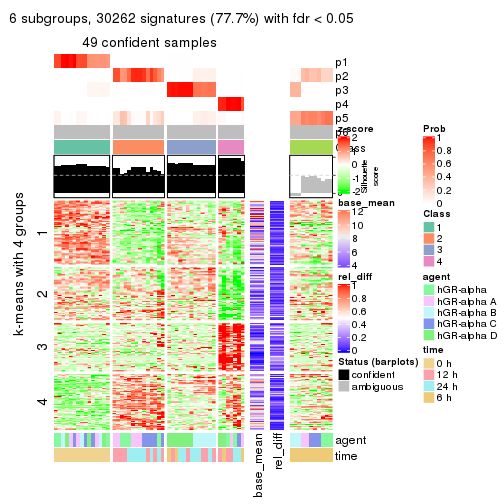 6 subgroups, 30262 signatures (77.7%) with fdr < 0.05
49 confident samples
p1
p2
p3
p4
p5
z-score
2
1
0
-1
-2
Silhouette
score
base_mean
12
10
8
6
4
rel_diff
1
0.8
0.6
0.4
0.2
0
Status (barplots)
confident
ambiguous
Prob
1
0.8
0.6
0.4
0.2
0
Class
1
2
3
4
agent
hGR-alpha
hGR-alpha A
hGR-alpha B
hGR-alpha C
hGR-alpha D
time
0 h
12 h
24 h
6 h
k-means with 4 groups
1
2
3
4
agent
time
base_mean
rel_diff